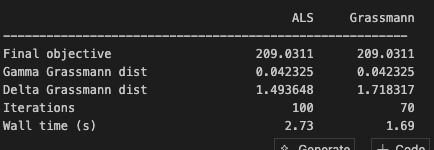 ALS Grassmann
------------------------------------------------------------
Final objective 209.0311 209.0311
Gamma Grassmann dist 0.042325 0.042325
Delta Grassmann dist 1.493648 1.718317
Iterations 100 70
Wall time (s) 2.73 1.69
Generate + Code